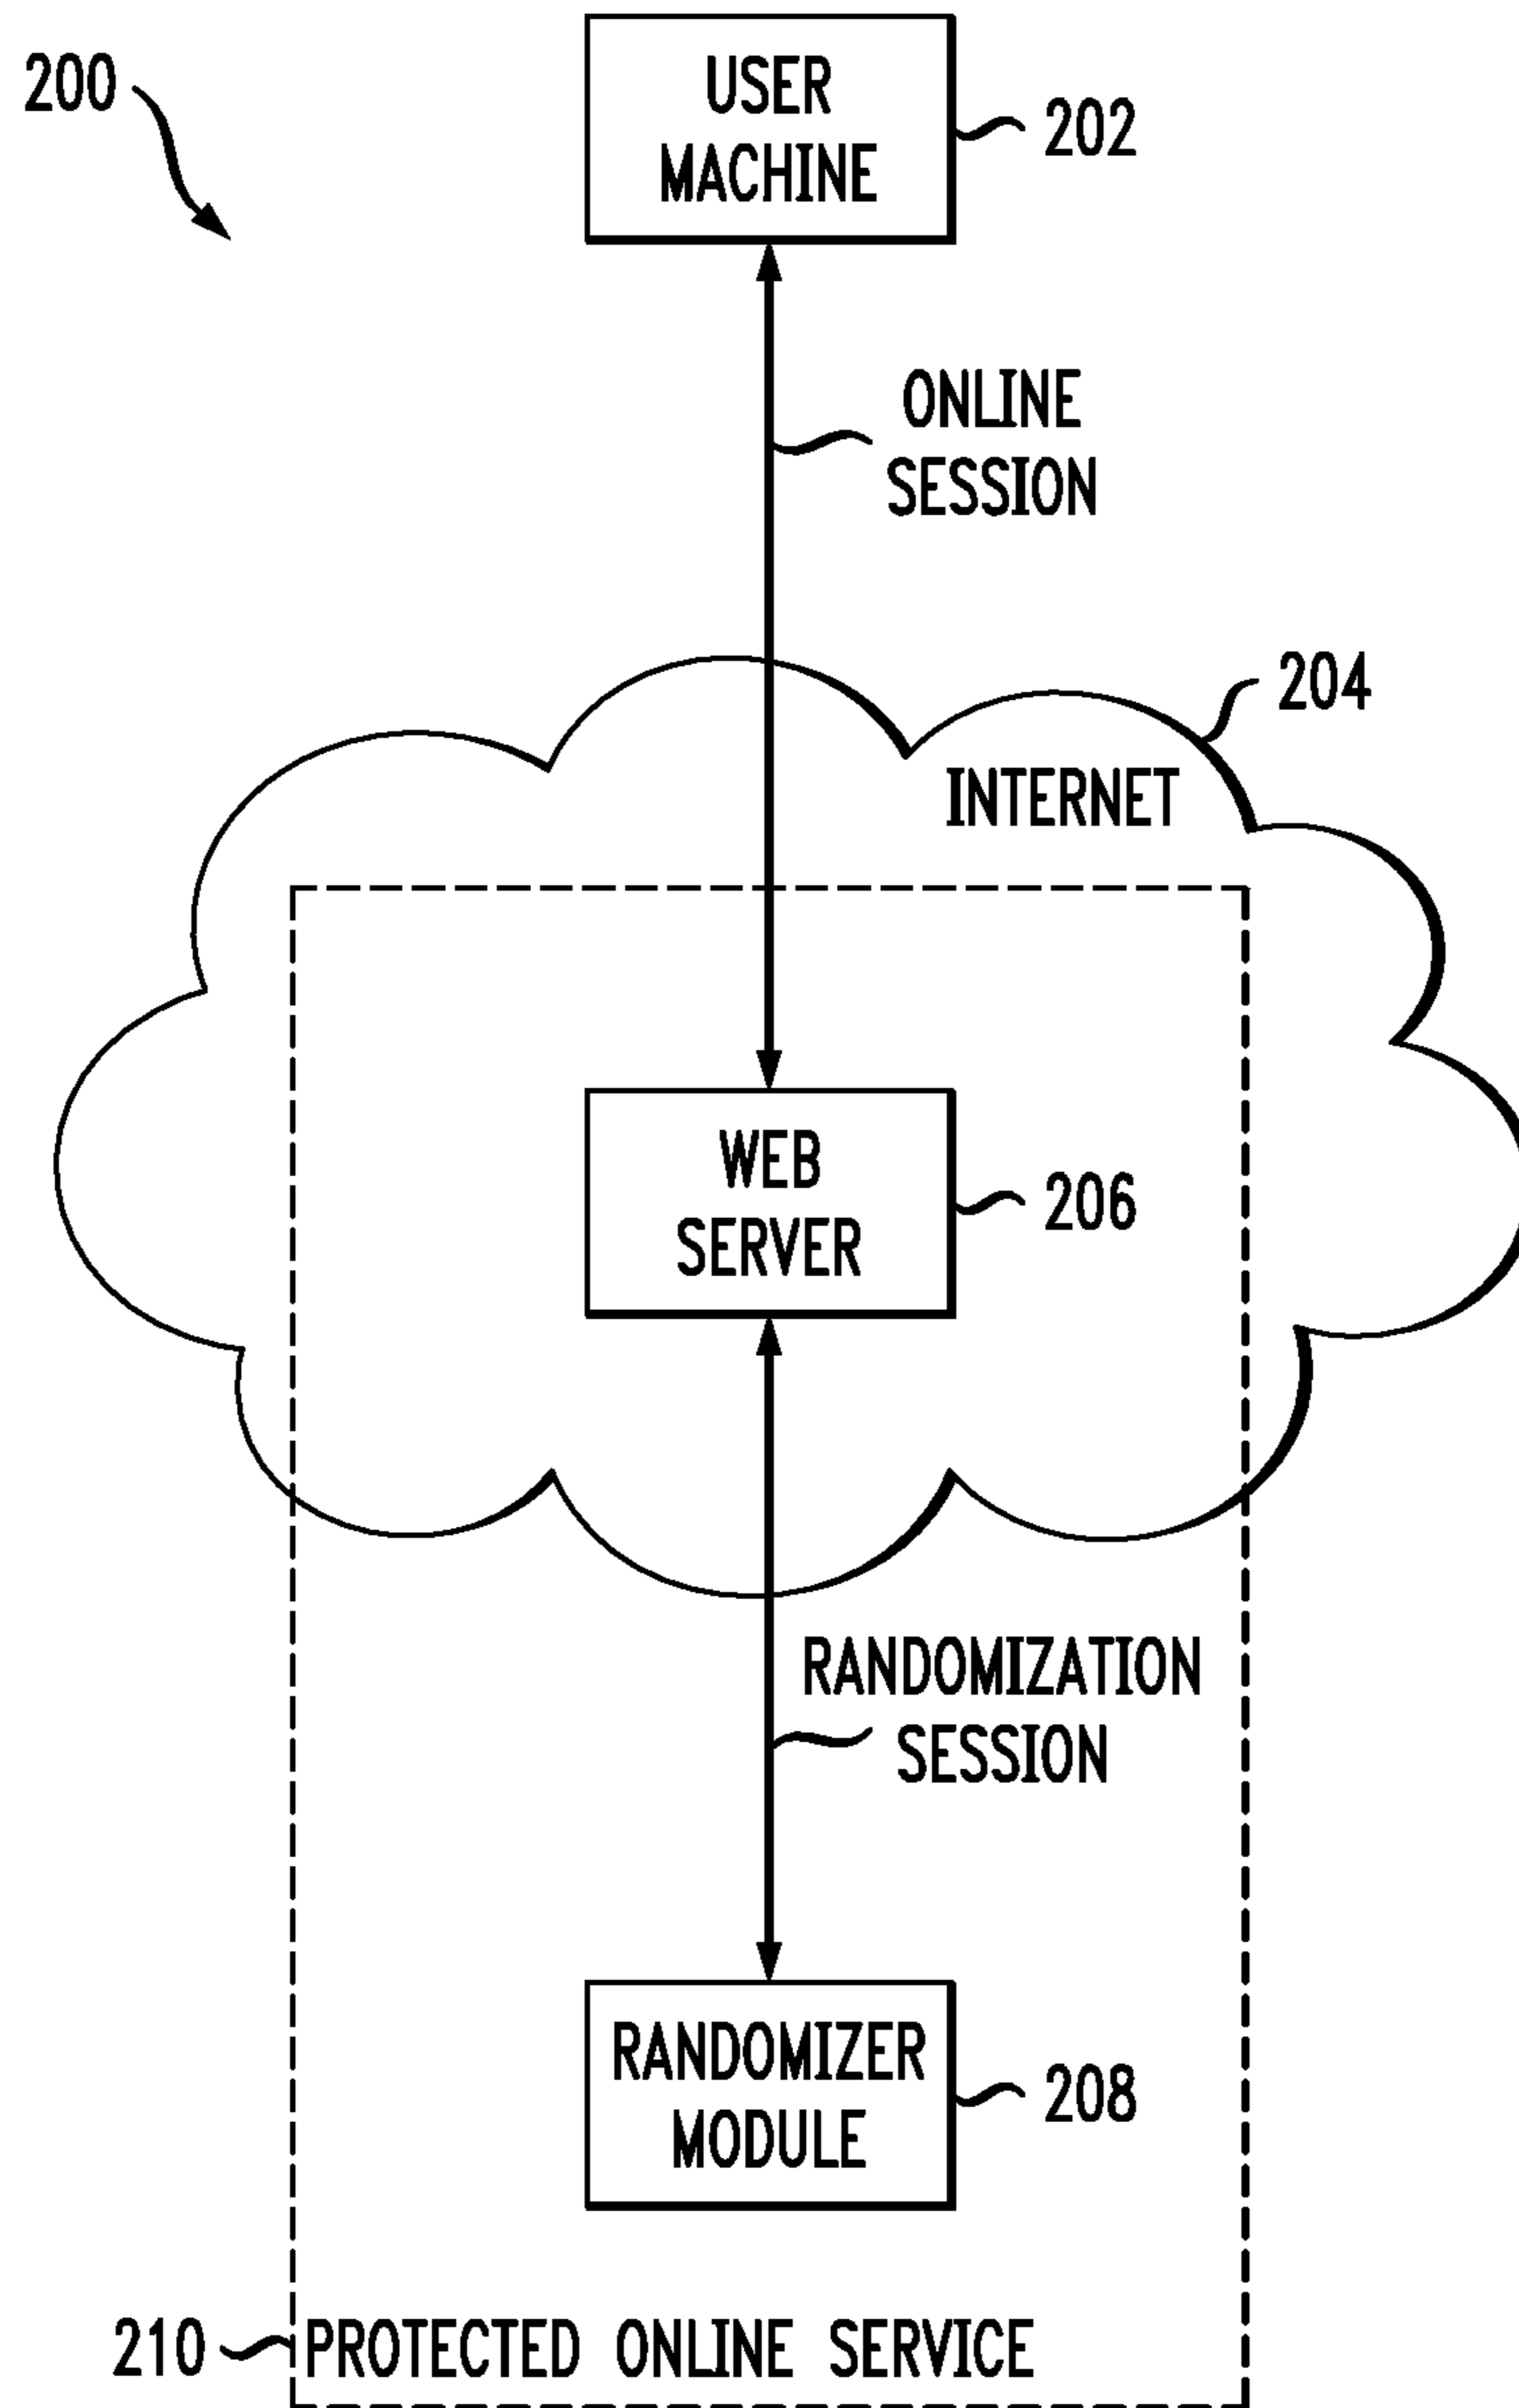 200
USER
MACHINE
202
ONLINE
SESSION
204
INTERNET
WEB
SERVER
206
RANDOMIZATION
SESSION
RANDOMIZER
MODULE
208
210
PROTECTED ONLINE SERVICE